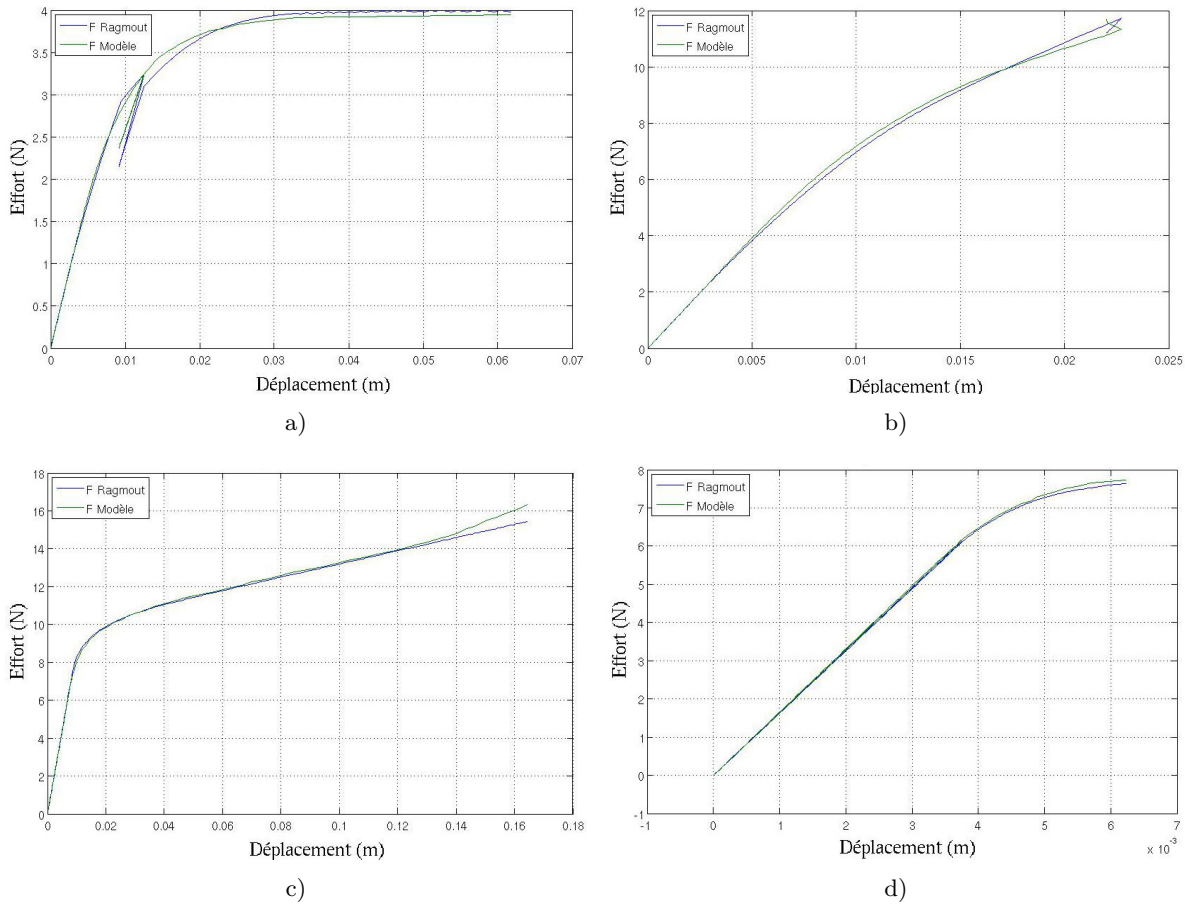 4
3.5
3
2.5
2
1.5
1
0.5
0
Effort (N)
F Ragmout
F Modèle
0 0.01 0.02 0.03 0.04 0.05 0.06 0.07
Déplacement (m)
a)
12
10
8
6
4
2
0
Effort (N)
F Ragmout
F Modèle
0 0.005 0.01 0.015 0.02 0.025
Déplacement (m)
b)
18
16
14
12
10
8
6
4
2
0
Effort (N)
F Ragmout
F Modèle
0 0.02 0.04 0.06 0.08 0.1 0.12 0.14 0.16 0.18
Déplacement (m)
c)
8
7
6
5
4
3
2
1
0
-1
Effort (N)
F Ragmout
F Modèle
-1 0 1 2 3 4 5 6 7
Déplacement (m)
x 10⁻³
d)